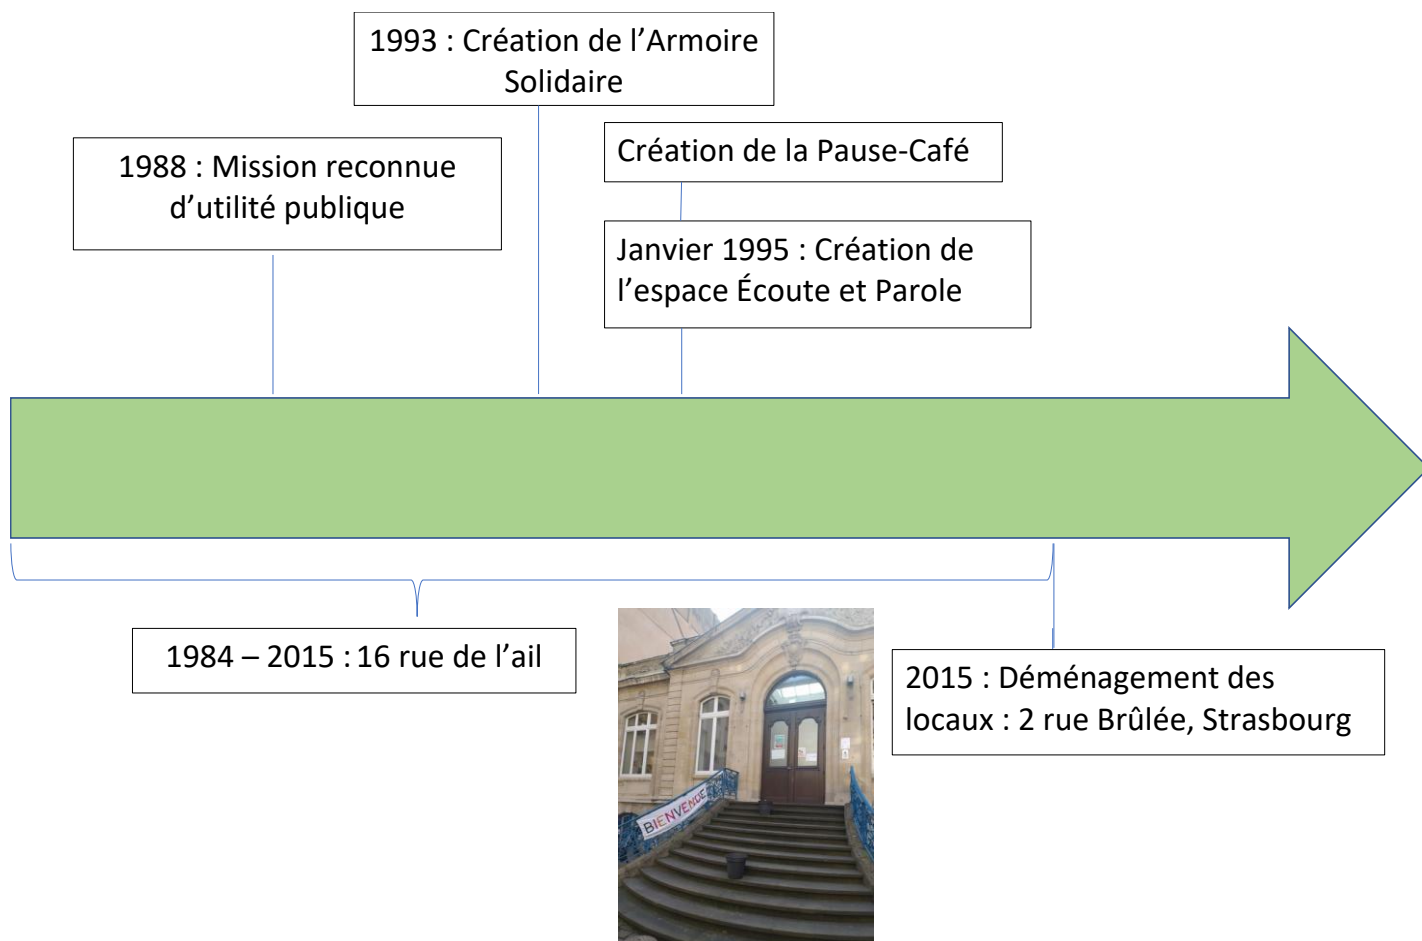 1993 : Création de l’Armoire
Solidaire
Création de la Pause-Café
1988 : Mission reconnue
d’utilité publique
Janvier 1995 : Création de
l’espace Écoute et Parole
1984 – 2015 : 16 rue de l’ail
2015 : Déménagement des
locaux : 2 rue Brûlée, Strasbourg
BIENVENUE